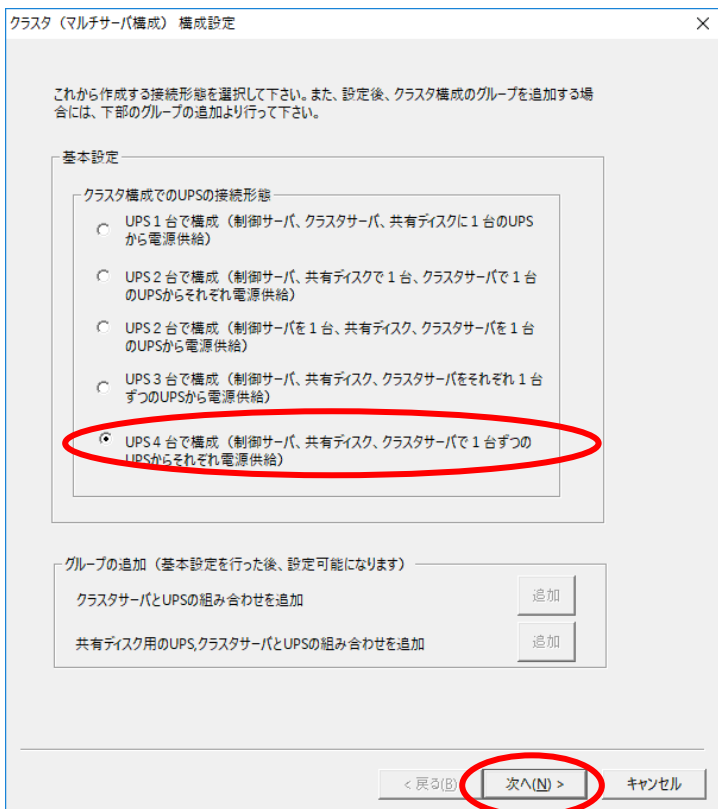 クラスタ（マルチサーバ構成） 構成設定
これから作成する接続形態を選択して下さい。また、設定後、クラスタ構成のグループを追加する場
合には、下部のグループの追加より行って下さい。
基本設定
クラスタ構成でのUPSの接続形態
UPS１台で構成（制御サーバ、クラスタサーバ、共有ディスクに１台のUPS
から電源供給）
UPS２台で構成（制御サーバ、共有ディスクで１台、クラスタサーバで１台
のUPSからそれぞれ電源供給）
UPS２台で構成（制御サーバを１台、共有ディスク、クラスタサーバを１台
のUPSから電源供給）
UPS３台で構成（制御サーバ、共有ディスク、クラスタサーバをそれぞれ１台
ずつのUPSから電源供給）
UPS４台で構成（制御サーバ、共有ディスク、クラスタサーバで１台ずつの
UPSからそれぞれ電源供給）
グループの追加（基本設定を行った後、設定可能になります）
クラスタサーバとUPSの組み合わせを追加
追加
共有ディスク用のUPS,クラスタサーバとUPSの組み合わせを追加
追加
< 戻る(B) 次へ(N) > キャンセル